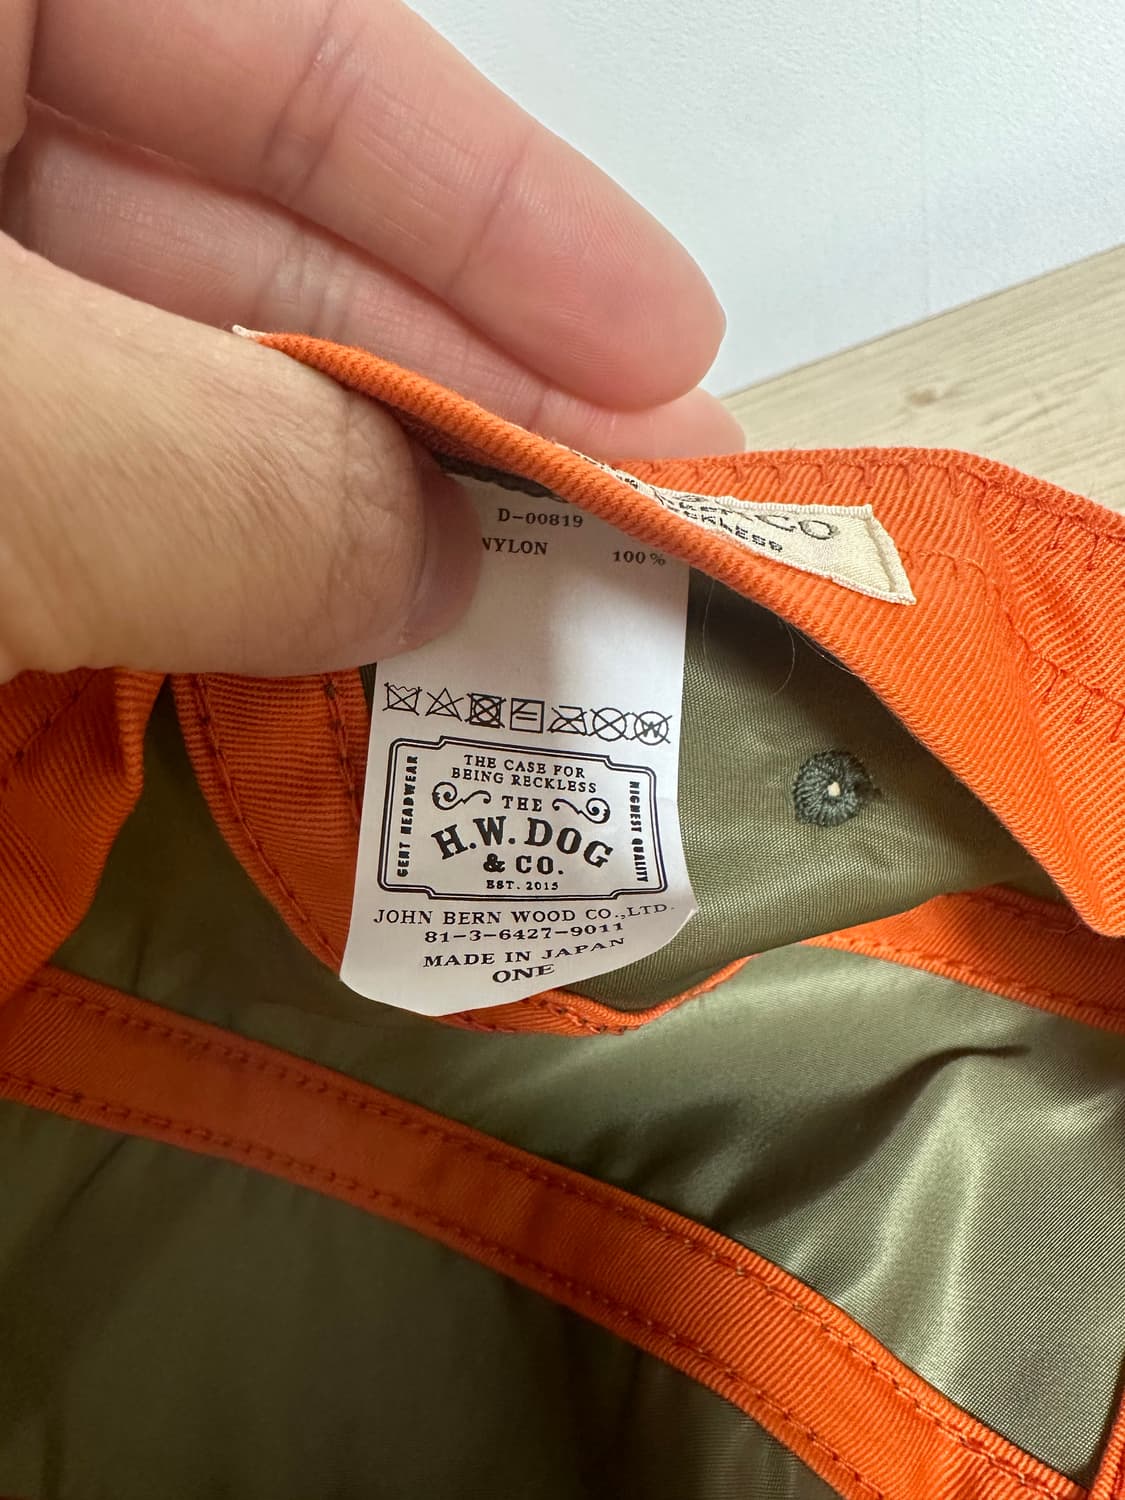 D-00819
NYLON 100%
THE CASE FOR
BEING RECKLESS
THE
H.W.DOG
& CO.
EST. 2015
GENT HEADWEAR
HIGHEST QUALITY
JOHN BERN WOOD CO.,LTD.
81-3-6427-9011
MADE IN JAPAN
ONE
CO